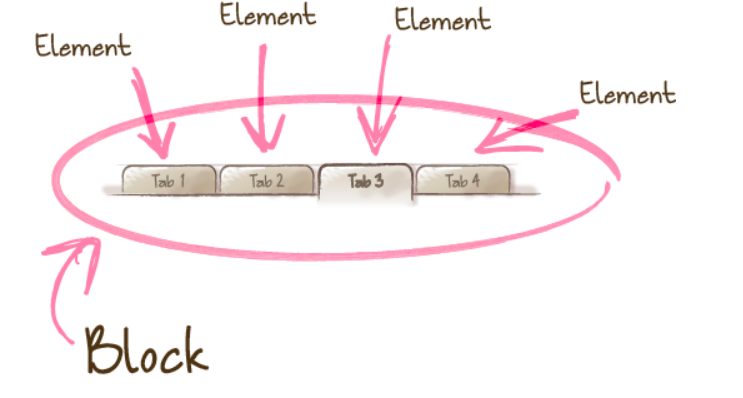 Element
Element
Element
Element
Tab 1
Tab 2
Tab 3
Tab 4
Block